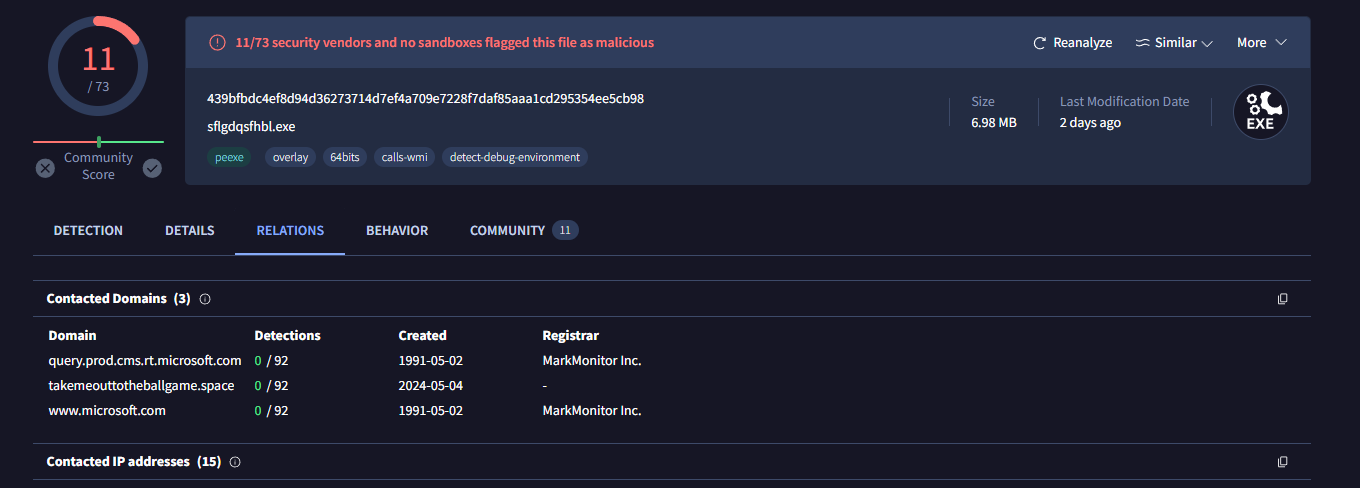 11
/ 73
Community
Score
11/73 security vendors and no sandboxes flagged this file as malicious
Reanalyze Similar More
439bfbdc4ef8d94d36273714d7ef4a709e7228f7daf85aaa1cd295354ee5cb98
sflgdqsfhbl.exe
peexe overlay 64bits calls-wmi detect-debug-environment
Size
6.98 MB
Last Modification Date
2 days ago
EXE
DETECTION DETAILS RELATIONS BEHAVIOR COMMUNITY 11
Contacted Domains (3)
Domain Detections Created Registrar
query.prod.cms.rt.microsoft.com 0 / 92 1991-05-02 MarkMonitor Inc.
takemeouttotheballgame.space 0 / 92 2024-05-04 -
www.microsoft.com 0 / 92 1991-05-02 MarkMonitor Inc.
Contacted IP addresses (15)